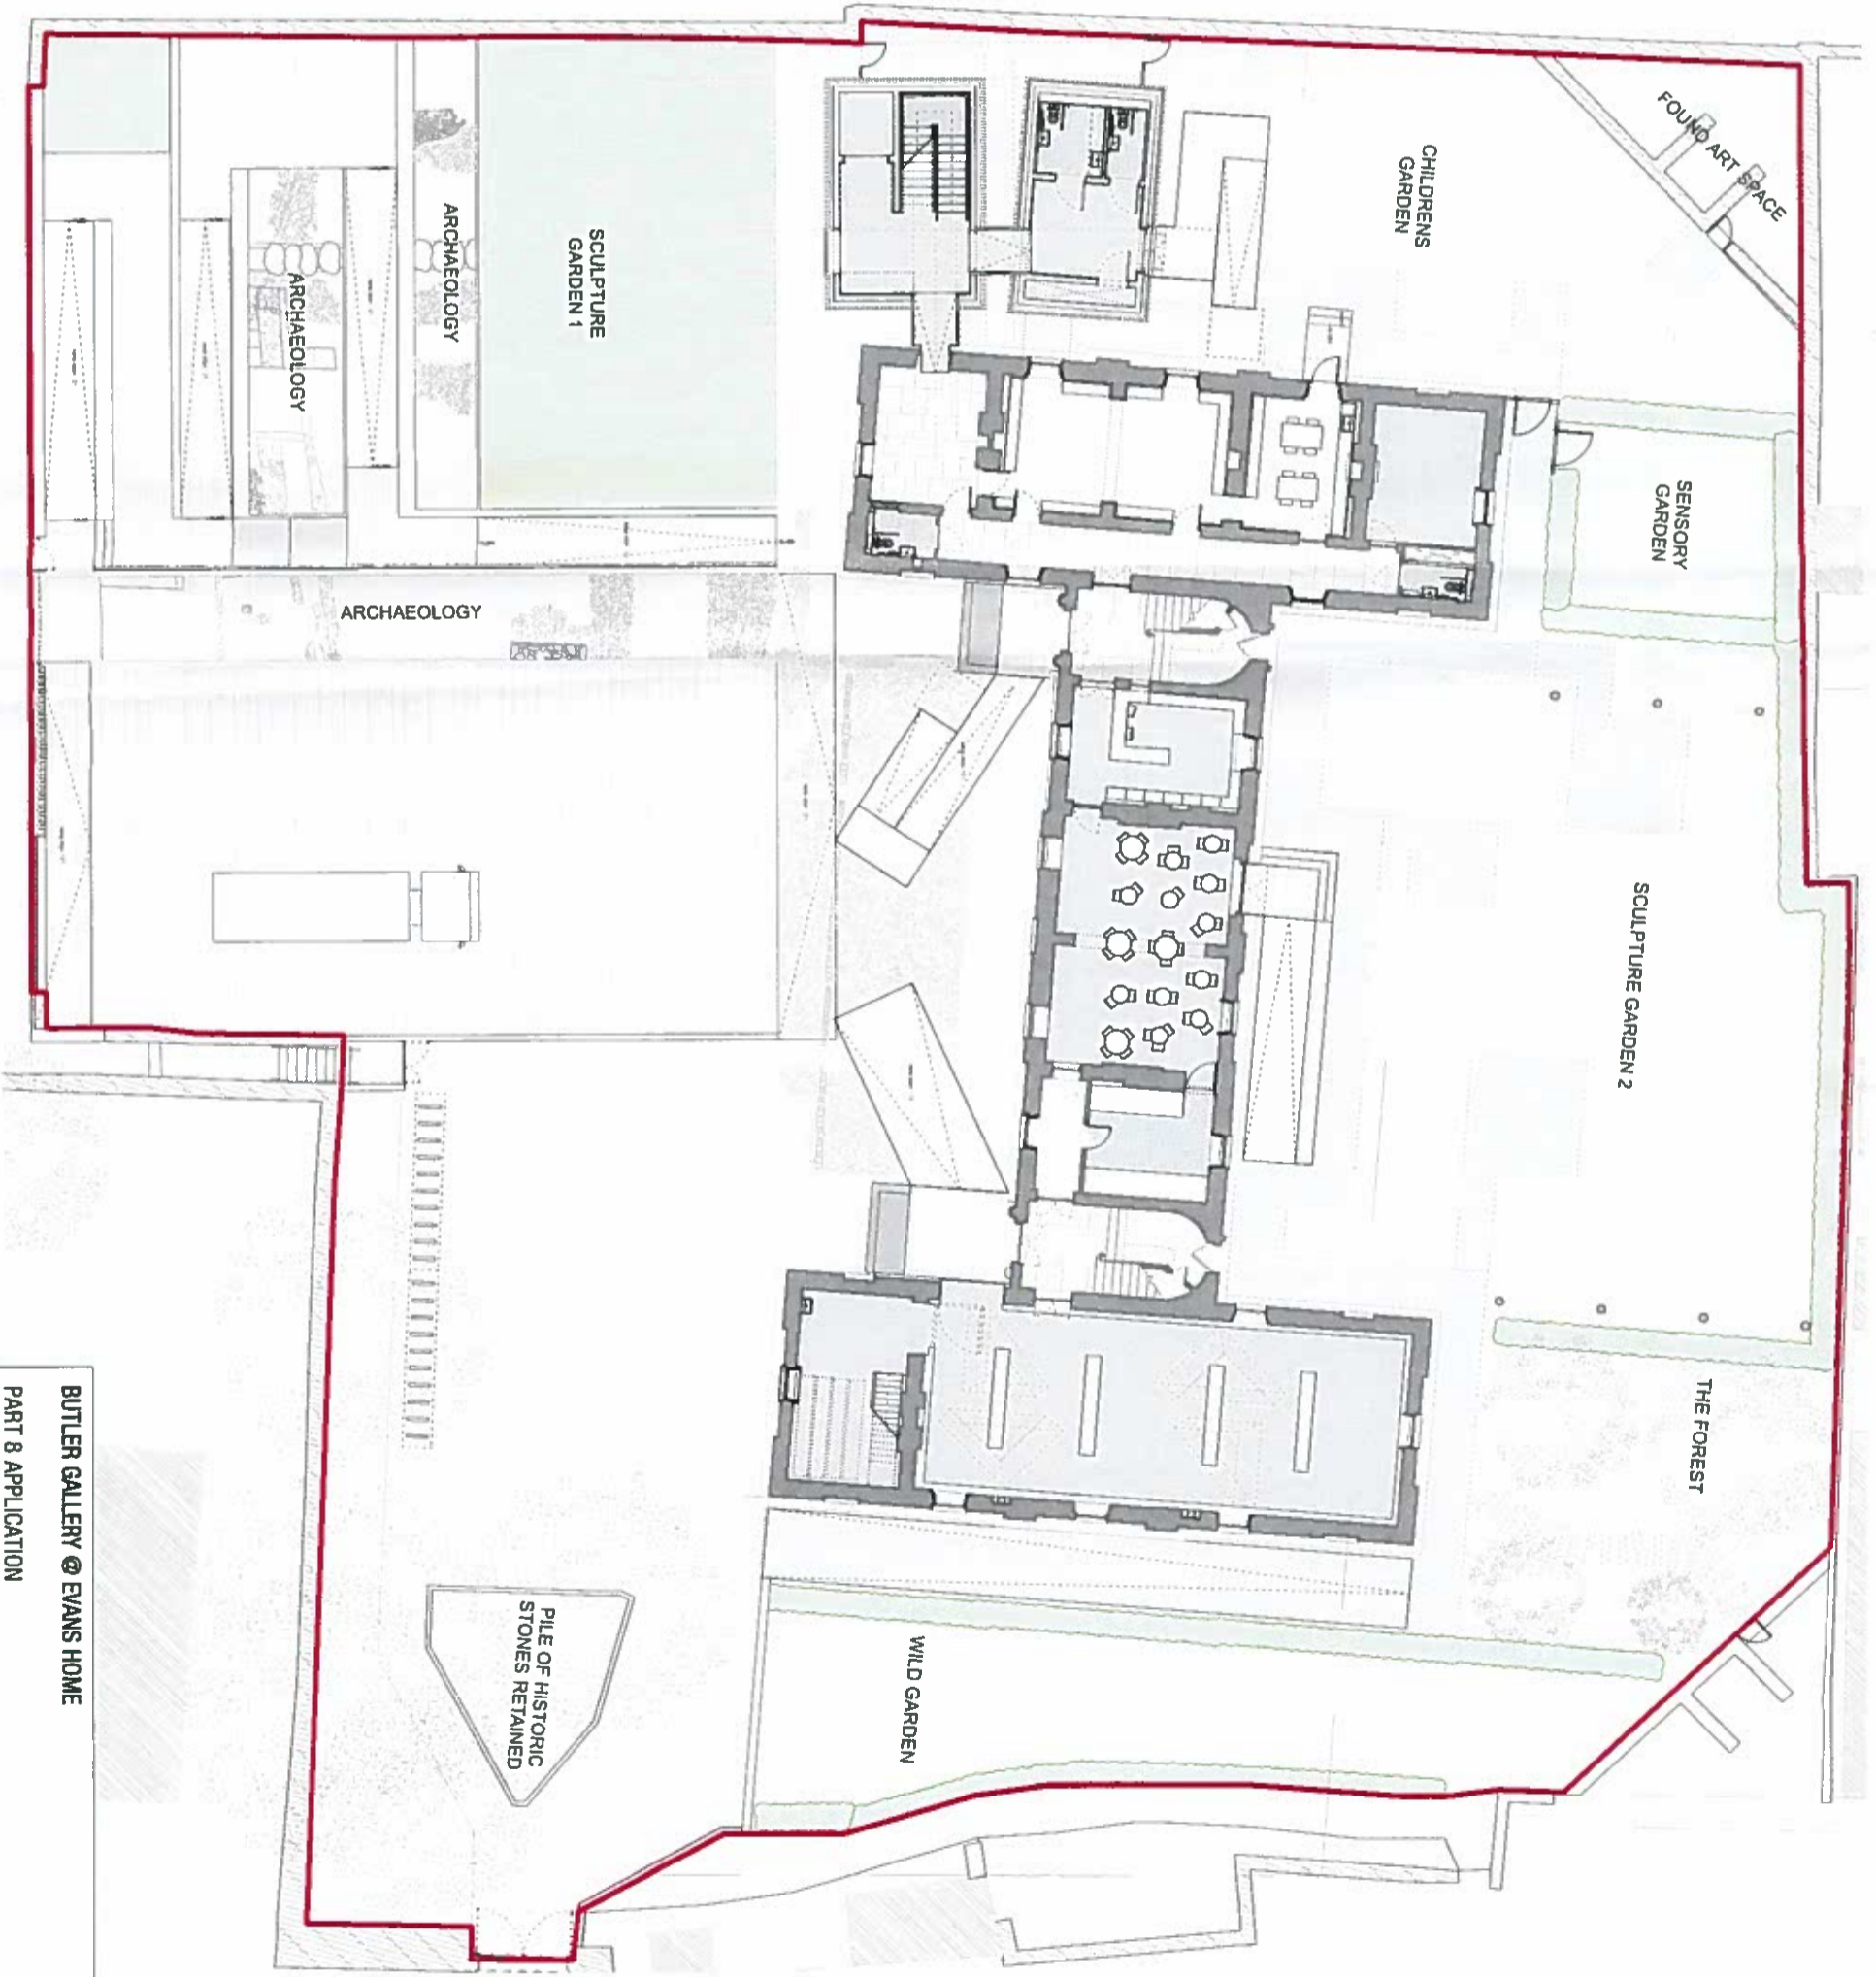 FOUND ART SPACE
CHILDRENS
GARDEN
SENSORY
GARDEN
SCULPTURE GARDEN 2
THE FOREST
SCULPTURE
GARDEN 1
ARCHAEOLOGY
ARCHAEOLOGY
ARCHAEOLOGY
WILD GARDEN
PILE OF HISTORIC
STONES RETAINED
BUTLER GALLERY @ EVANS HOME
PART 8 APPLICATION